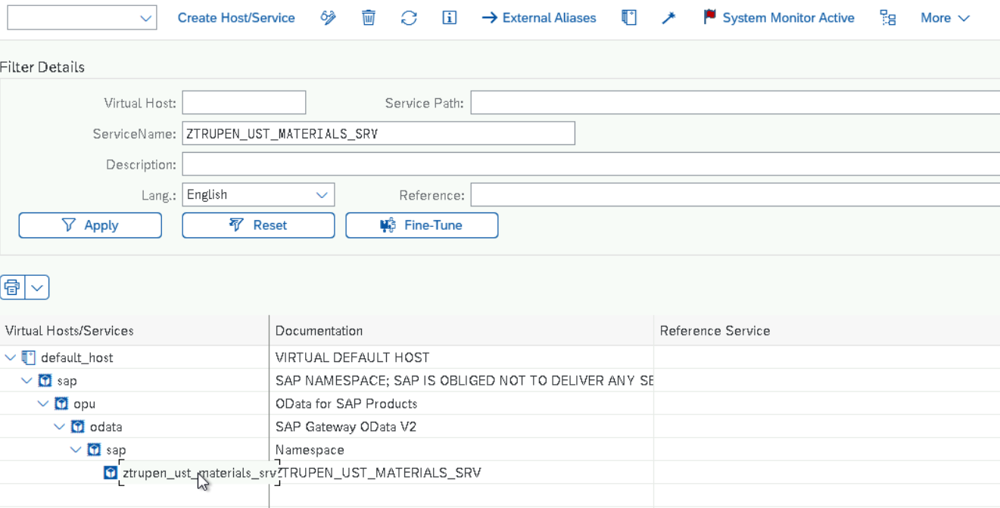 Create Host/Service External Aliases System Monitor Active More
Filter Details
Virtual Host: Service Path:
ServiceName: ZTRUPEN_UST_MATERIALS_SRV
Description:
Lang.: English Reference:
Apply Reset Fine-Tune
Virtual Hosts/Services Documentation Reference Service
default_host VIRTUAL DEFAULT HOST
sap SAP NAMESPACE; SAP IS OBLIGED NOT TO DELIVER ANY SE
opu OData for SAP Products
odata SAP Gateway OData V2
sap Namespace
ztrupen_ust_materials_srv ZTRUPEN_UST_MATERIALS_SRV